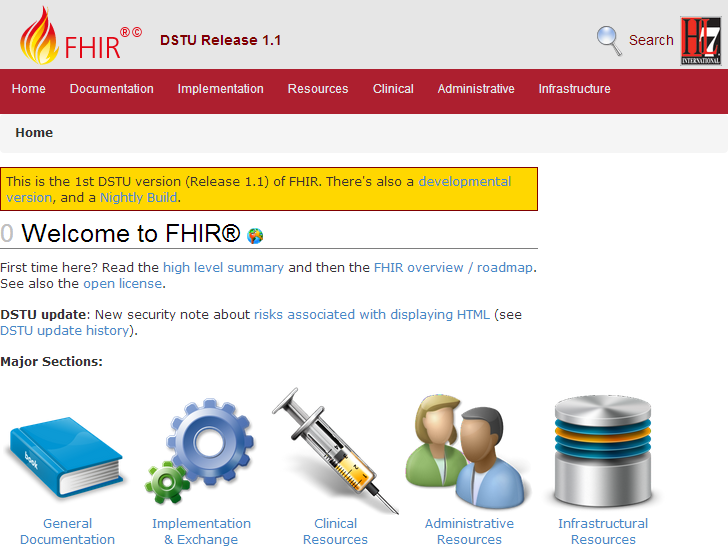 FHIR®© DSTU Release 1.1 Search HL7 INTERNATIONAL
Home Documentation Implementation Resources Clinical Administrative Infrastructure
Home
This is the 1st DSTU version (Release 1.1) of FHIR. There's also a developmental
version, and a Nightly Build.
0 Welcome to FHIR®
First time here? Read the high level summary and then the FHIR overview / roadmap.
See also the open license.
DSTU update: New security note about risks associated with displaying HTML (see
DSTU update history).
Major Sections:
book
General
Documentation
Implementation
& Exchange
Clinical
Resources
Administrative
Resources
Infrastructural
Resources